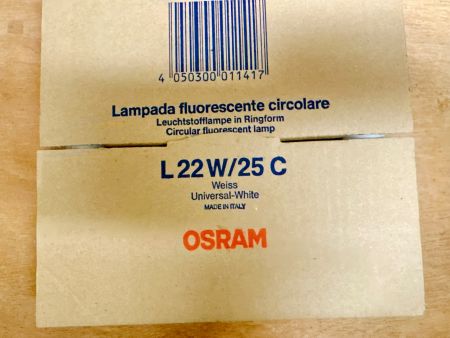 4 050300 011417
Lampada fluorescente circolare
Leuchtstofflampe in Ringform
Circular fluorescent lamp
L 22 W/25 C
Weiss
Universal-White
MADE IN ITALY
OSRAM